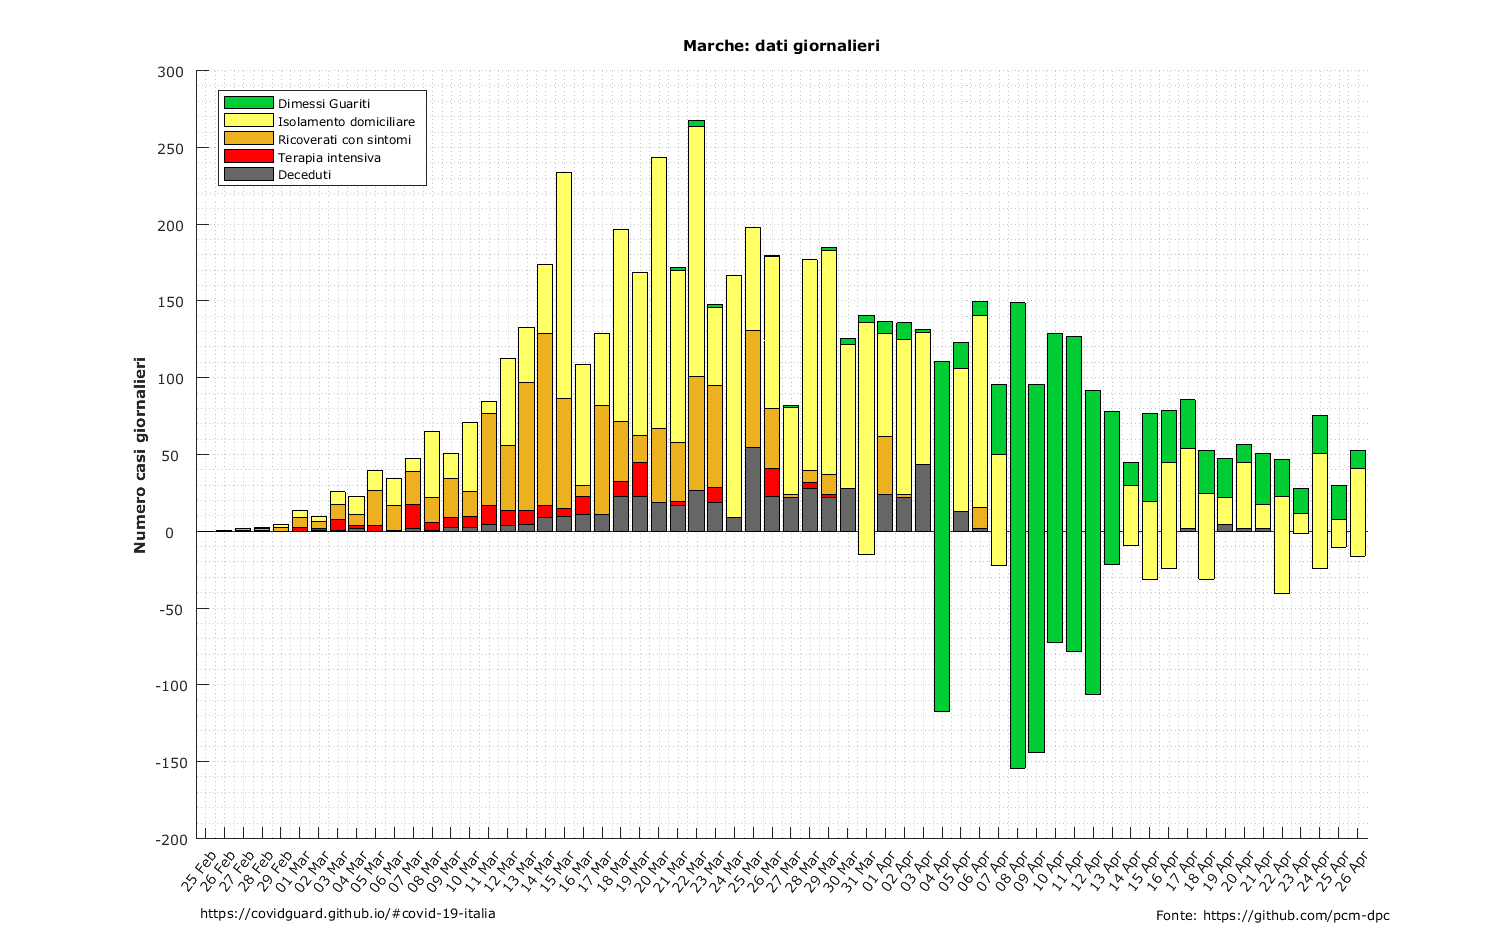 Marche: dati giornalieri
300
250
200
150
100
50
0
-50
-100
-150
-200
Numero casi giornalieri
Dimessi Guariti
Isolamento domiciliare
Ricoverati con sintomi
Terapia intensiva
Deceduti
25 Feb
26 Feb
27 Feb
28 Feb
29 Feb
01 Mar
02 Mar
03 Mar
04 Mar
05 Mar
06 Mar
07 Mar
08 Mar
09 Mar
10 Mar
11 Mar
12 Mar
13 Mar
14 Mar
15 Mar
16 Mar
17 Mar
18 Mar
19 Mar
20 Mar
21 Mar
22 Mar
23 Mar
24 Mar
25 Mar
26 Mar
27 Mar
28 Mar
29 Mar
30 Mar
31 Mar
01 Apr
02 Apr
03 Apr
04 Apr
05 Apr
06 Apr
07 Apr
08 Apr
09 Apr
10 Apr
11 Apr
12 Apr
13 Apr
14 Apr
15 Apr
16 Apr
17 Apr
18 Apr
19 Apr
20 Apr
21 Apr
22 Apr
23 Apr
24 Apr
25 Apr
26 Apr
https://covidguard.github.io/#covid-19-italia
Fonte: https://github.com/pcm-dpc